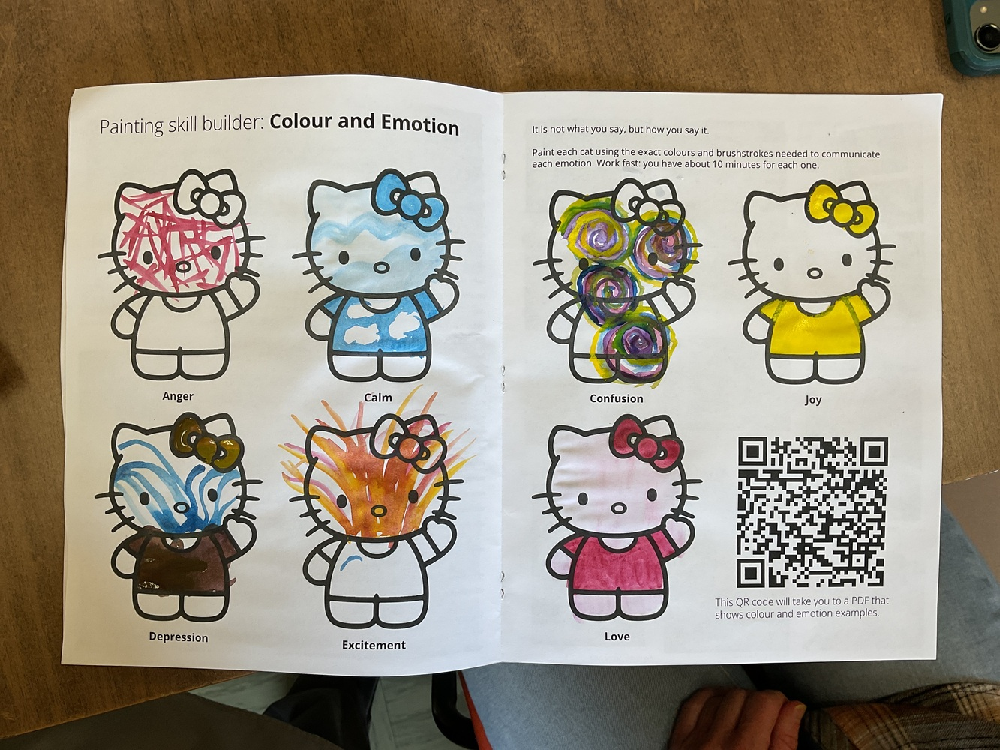 Painting skill builder: Colour and Emotion
Anger
Calm
Depression
Excitement
It is not what you say, but how you say it.
Paint each cat using the exact colours and brushstrokes needed to communicate
each emotion. Work fast: you have about 10 minutes for each one.
Confusion
Joy
Love
This QR code will take you to a PDF that
shows colour and emotion examples.